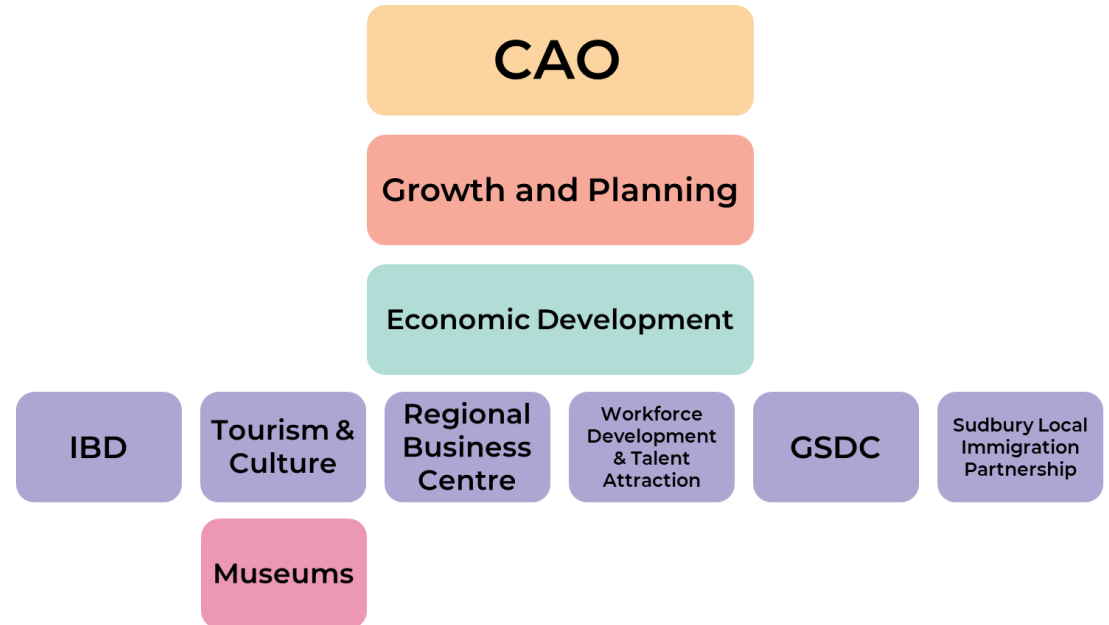 CAO
Growth and Planning
Economic Development
IBD
Tourism &
Culture
Regional
Business
Centre
Workforce
Development
& Talent
Attraction
GSDC
Sudbury Local
Immigration
Partnership
Museums